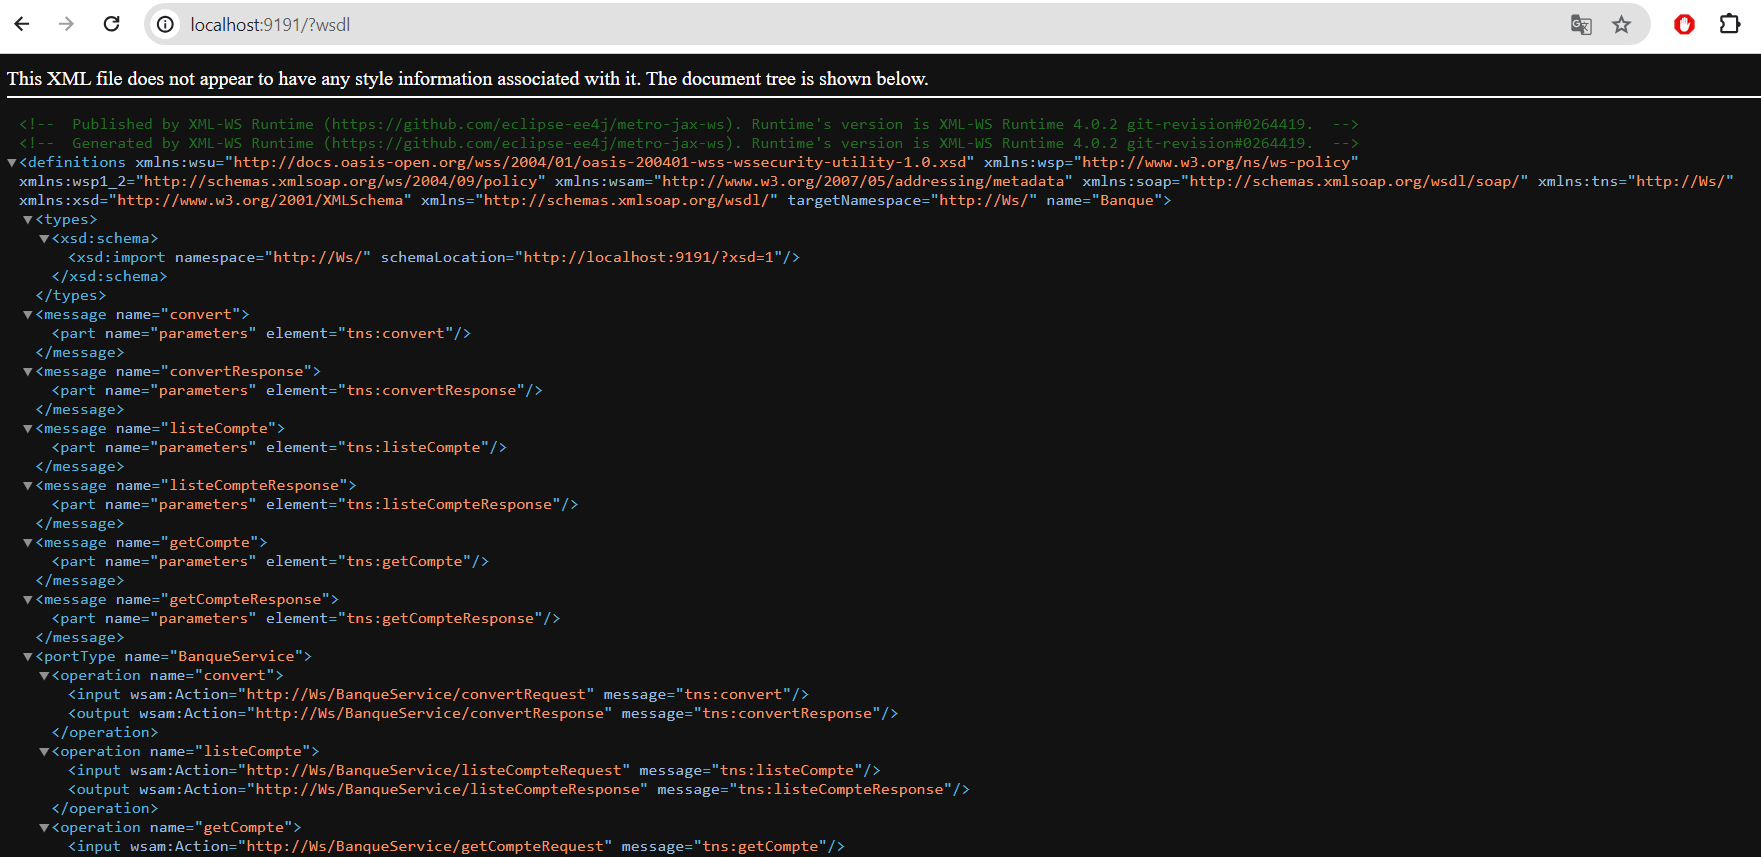 localhost:9191/?wsdl
This XML file does not appear to have any style information associated with it. The document tree is shown below.
<!--  Published by XML-WS Runtime (https://github.com/eclipse-ee4j/metro-jax-ws). Runtime's version is XML-WS Runtime 4.0.2 git-revision#0264419.  -->
<!--  Generated by XML-WS Runtime (https://github.com/eclipse-ee4j/metro-jax-ws). Runtime's version is XML-WS Runtime 4.0.2 git-revision#0264419.  -->
<definitions xmlns:wsu="http://docs.oasis-open.org/wss/2004/01/oasis-200401-wss-wssecurity-utility-1.0.xsd" xmlns:wsp="http://www.w3.org/ns/ws-policy"
xmlns:wsp1_2="http://schemas.xmlsoap.org/ws/2004/09/policy" xmlns:wsam="http://www.w3.org/2007/05/addressing/metadata" xmlns:soap="http://schemas.xmlsoap.org/wsdl/soap/" xmlns:tns="http://Ws/"
xmlns:xsd="http://www.w3.org/2001/XMLSchema" xmlns="http://schemas.xmlsoap.org/wsdl/" targetNamespace="http://Ws/" name="Banque">
<types>
<xsd:schema>
<xsd:import namespace="http://Ws/" schemaLocation="http://localhost:9191/?xsd=1"/>
</xsd:schema>
</types>
<message name="convert">
<part name="parameters" element="tns:convert"/>
</message>
<message name="convertResponse">
<part name="parameters" element="tns:convertResponse"/>
</message>
<message name="listeCompte">
<part name="parameters" element="tns:listeCompte"/>
</message>
<message name="listeCompteResponse">
<part name="parameters" element="tns:listeCompteResponse"/>
</message>
<message name="getCompte">
<part name="parameters" element="tns:getCompte"/>
</message>
<message name="getCompteResponse">
<part name="parameters" element="tns:getCompteResponse"/>
</message>
<portType name="BanqueService">
<operation name="convert">
<input wsam:Action="http://Ws/BanqueService/convertRequest" message="tns:convert"/>
<output wsam:Action="http://Ws/BanqueService/convertResponse" message="tns:convertResponse"/>
</operation>
<operation name="listeCompte">
<input wsam:Action="http://Ws/BanqueService/listeCompteRequest" message="tns:listeCompte"/>
<output wsam:Action="http://Ws/BanqueService/listeCompteResponse" message="tns:listeCompteResponse"/>
</operation>
<operation name="getCompte">
<input wsam:Action="http://Ws/BanqueService/getCompteRequest" message="tns:getCompte"/>